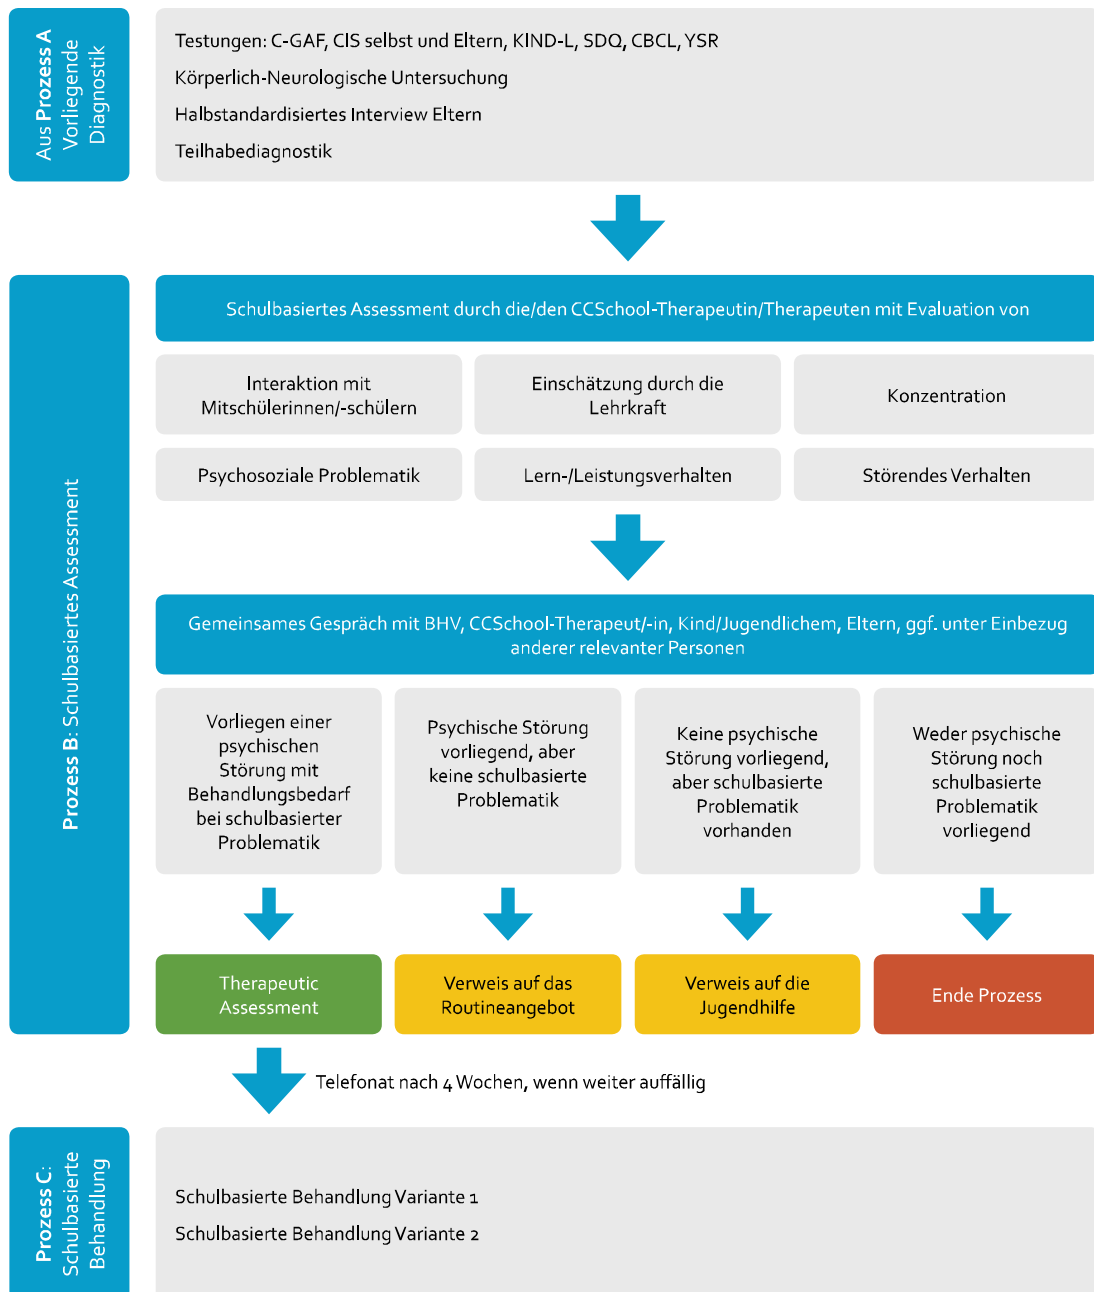 Aus Prozess A
Vorliegende
Diagnostik
Testungen: C-GAF, CIS selbst und Eltern, KIND-L, SDQ, CBCL, YSR
Körperlich-Neurologische Untersuchung
Halbstandardisiertes Interview Eltern
Teilhabediagnostik
Prozess B: Schulbasiertes Assessment
Schulbasiertes Assessment durch die/den CCSchool-Therapeutin/Therapeuten mit Evaluation von
Interaktion mit
Mitschülerinnen/-schülern
Einschätzung durch die
Lehrkraft
Konzentration
Psychosoziale Problematik
Lern-/Leistungsverhalten
Störendes Verhalten
Gemeinsames Gespräch mit BHV, CCSchool-Therapeut/-in, Kind/Jugendlichem, Eltern, ggf. unter Einbezug
anderer relevanter Personen
Vorliegen einer
psychischen
Störung mit
Behandlungsbedarf
bei schulbasierter
Problematik
Psychische Störung
vorliegend, aber
keine schulbasierte
Problematik
Keine psychische
Störung vorliegend,
aber schulbasierte
Problematik
vorhanden
Weder psychische
Störung noch
schulbasierte
Problematik
vorliegend
Therapeutic
Assessment
Verweis auf das
Routineangebot
Verweis auf die
Jugendhilfe
Ende Prozess
Telefonat nach 4 Wochen, wenn weiter auffällig
Prozess C:
Schulbasierte
Behandlung
Schulbasierte Behandlung Variante 1
Schulbasierte Behandlung Variante 2